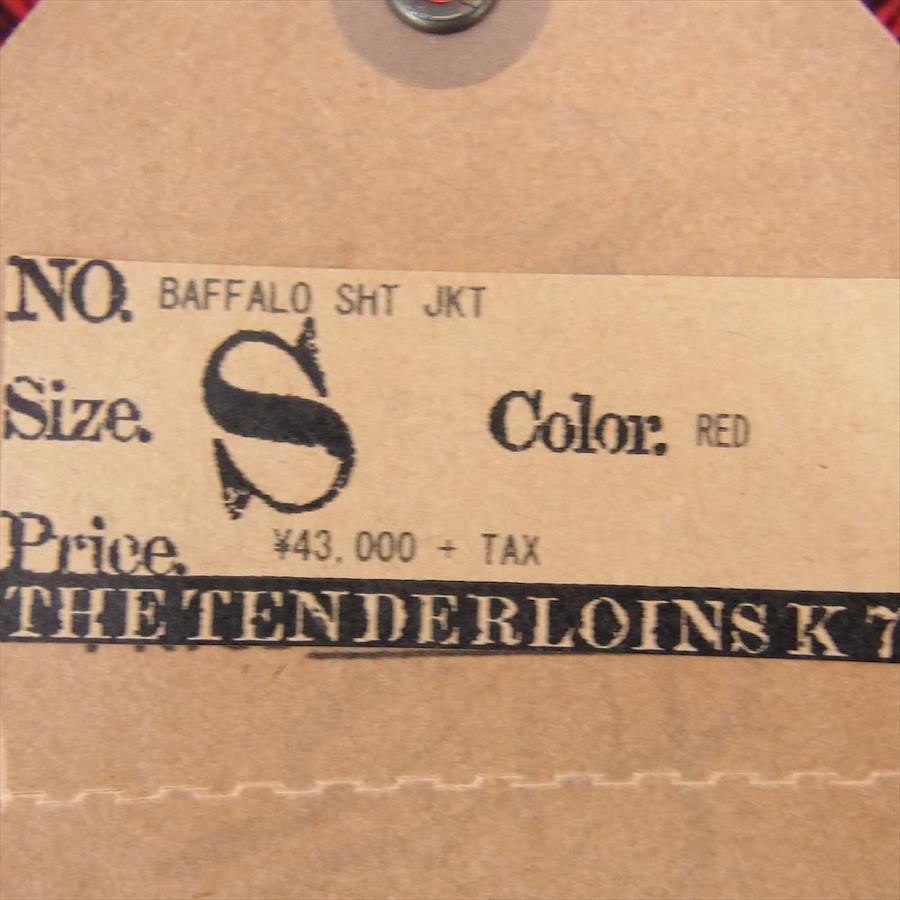 NO. BAFFALO SHT JKT
Size. S Color. RED
Price. ¥43.000 + TAX
THE TENDERLOINS K 7